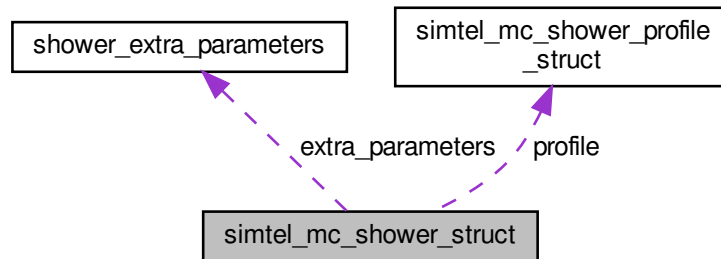 shower_extra_parameters
simtel_mc_shower_profile
_struct
extra_parameters
profile
simtel_mc_shower_struct